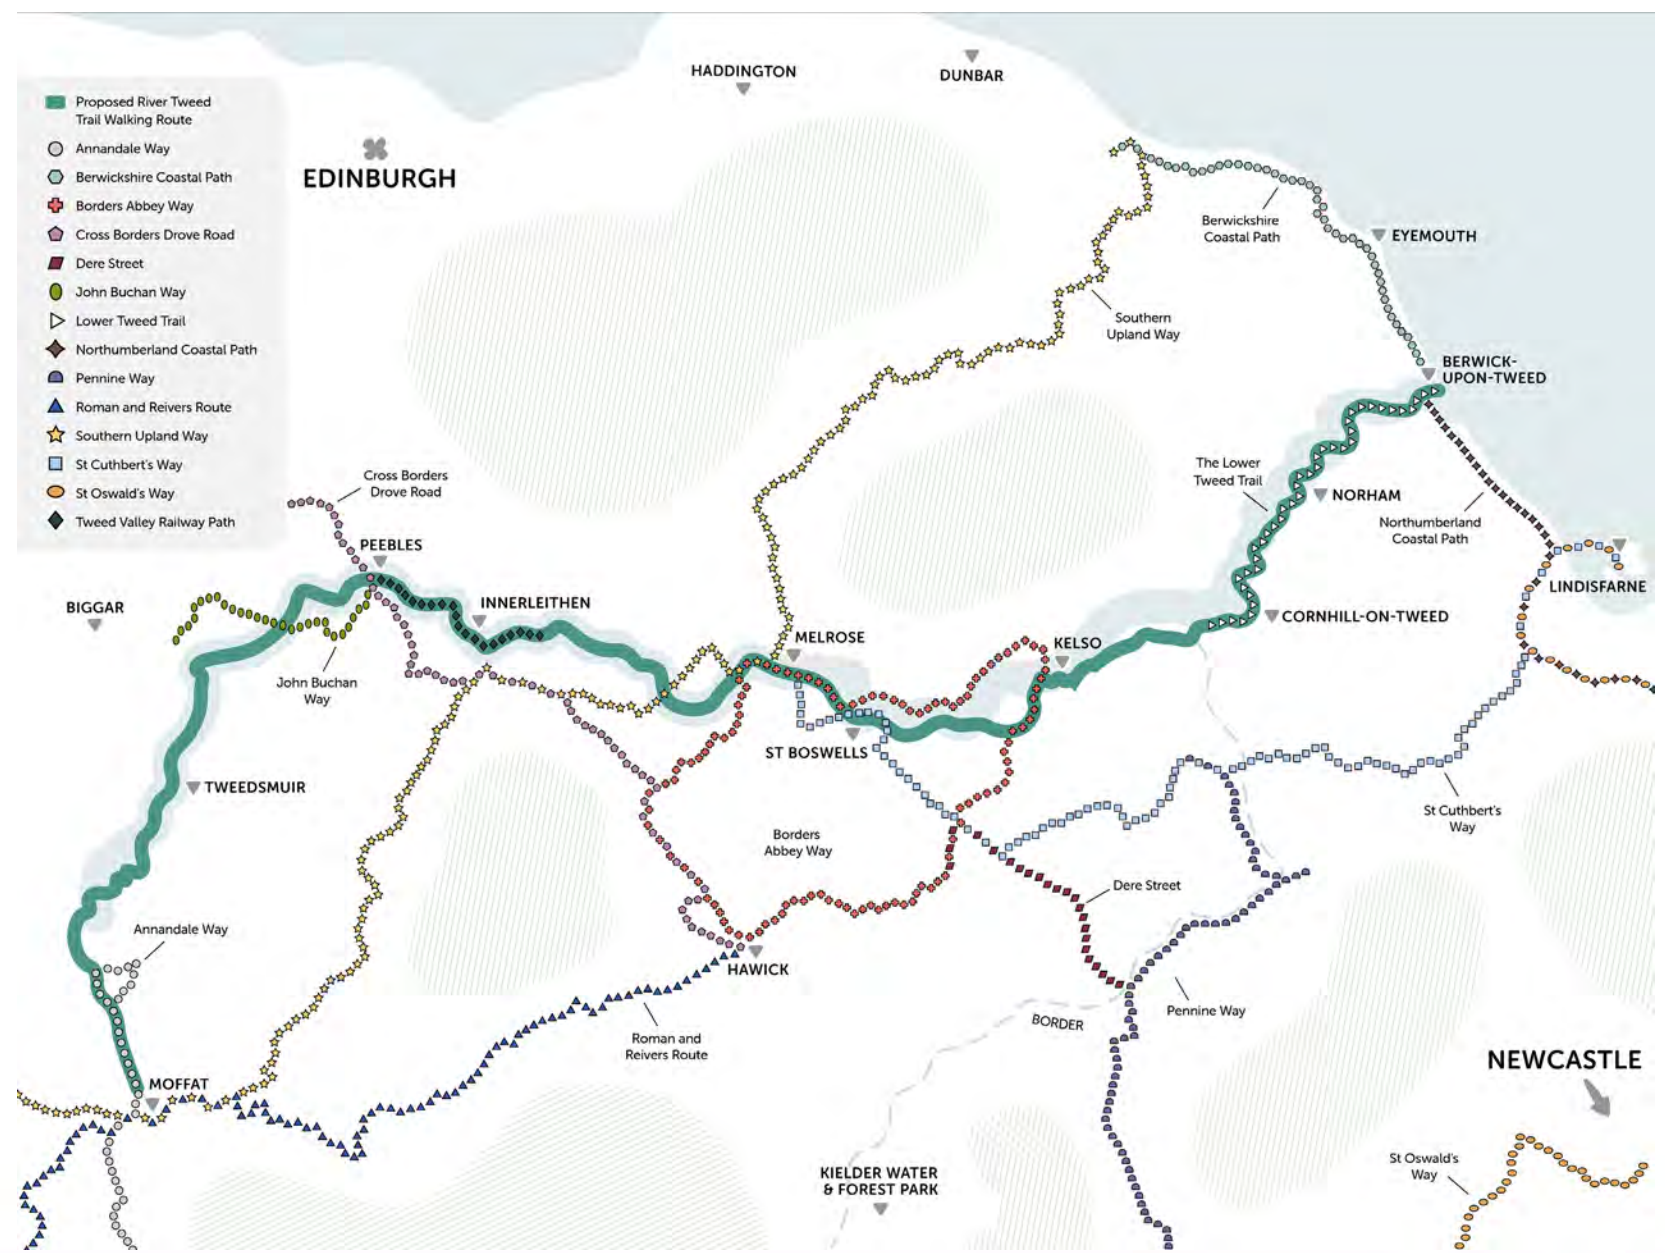 HADDINGTON
DUNBAR
EDINBURGH
Proposed River Tweed
Trail Walking Route
Annandale Way
Berwickshire Coastal Path
Borders Abbey Way
Cross Borders Drove Road
Dere Street
John Buchan Way
Lower Tweed Trail
Northumberland Coastal Path
Pennine Way
Roman and Reivers Route
Southern Upland Way
St Cuthbert's Way
St Oswald's Way
Tweed Valley Railway Path
Berwickshire
Coastal Path
EYEMOUTH
Southern
Upland Way
BERWICK-
UPON-TWEED
Cross Borders
Drove Road
The Lower
Tweed Trail
NORHAM
Northumberland
Coastal Path
PEEBLES
LINDISFARNE
BIGGAR
INNERLEITHEN
CORNHILL-ON-TWEED
MELROSE
KELSO
John Buchan
Way
ST BOSWELLS
TWEEDSMUIR
St Cuthbert's
Way
Borders
Abbey Way
Dere Street
Annandale Way
HAWICK
Pennine Way
BORDER
Roman and
Reivers Route
NEWCASTLE
MOFFAT
KIELDER WATER
& FOREST PARK
St Oswald's
Way